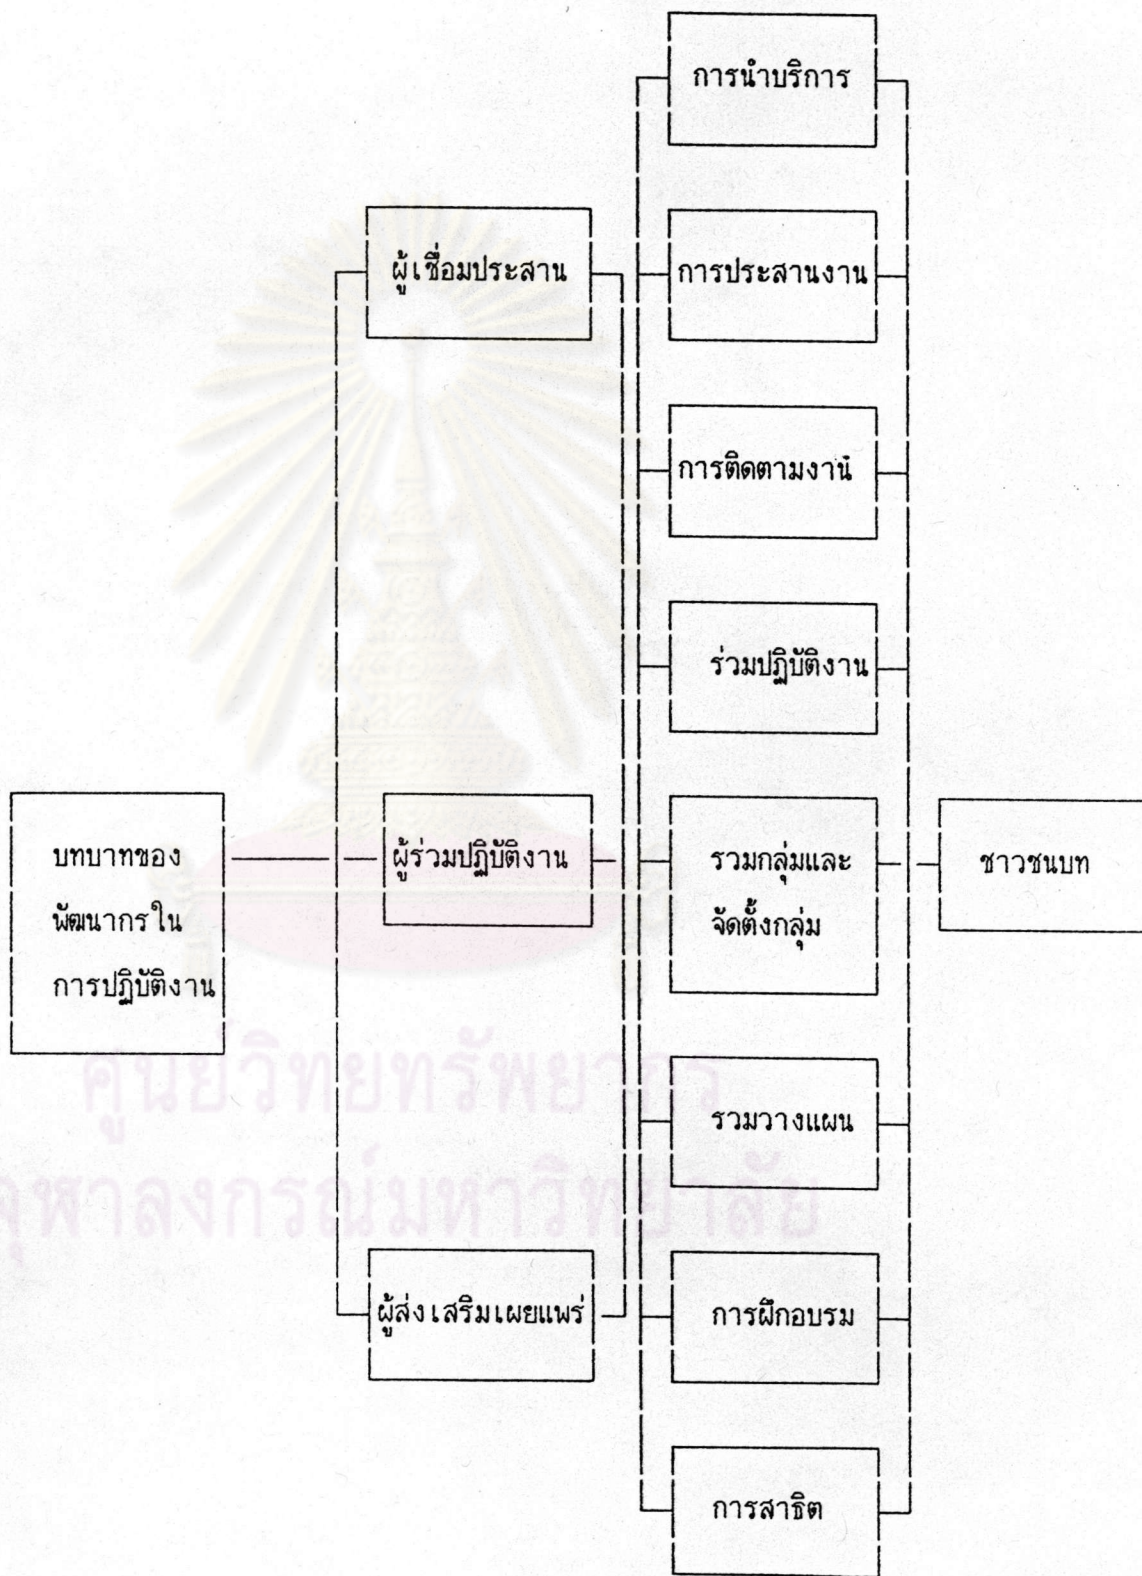 การนำบริการ
ผู้เชื่อมประสาน
การประสานงาน
การติดตามงาน
ร่วมปฏิบัติงาน
บทบาทของ
พัฒนากรใน
การปฏิบัติงาน
ผู้ร่วมปฏิบัติงาน
รวมกลุ่มและ
จัดตั้งกลุ่ม
ชาวชนบท
รวมวางแผน
ผู้ส่งเสริมเผยแพร่
การฝึกอบรม
การสาธิต
ศูนย์วิทยทรัพยากร
จุฬาลงกรณ์มหาวิทยาลัย